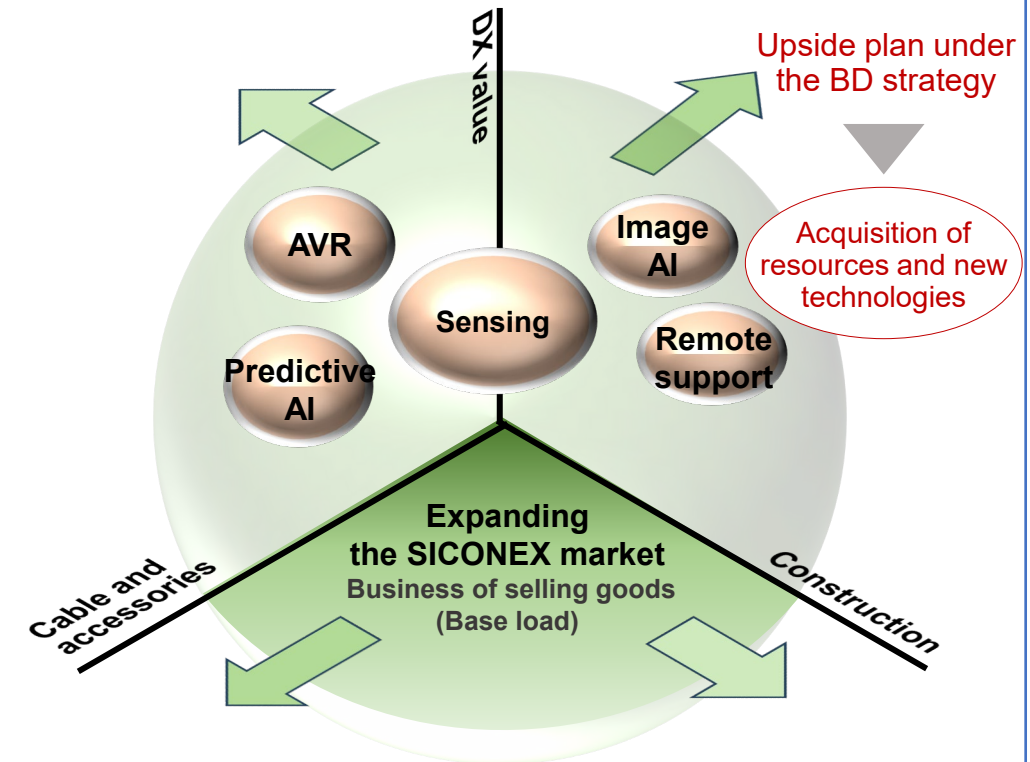 DX value
Upside plan under
the BD strategy
AVR
Image
AI
Acquisition of
resources and new
technologies
Sensing
Remote
support
Predictive
AI
Expanding
the SICONEX market
Business of selling goods
(Base load)
Cable and
accessories
Construction